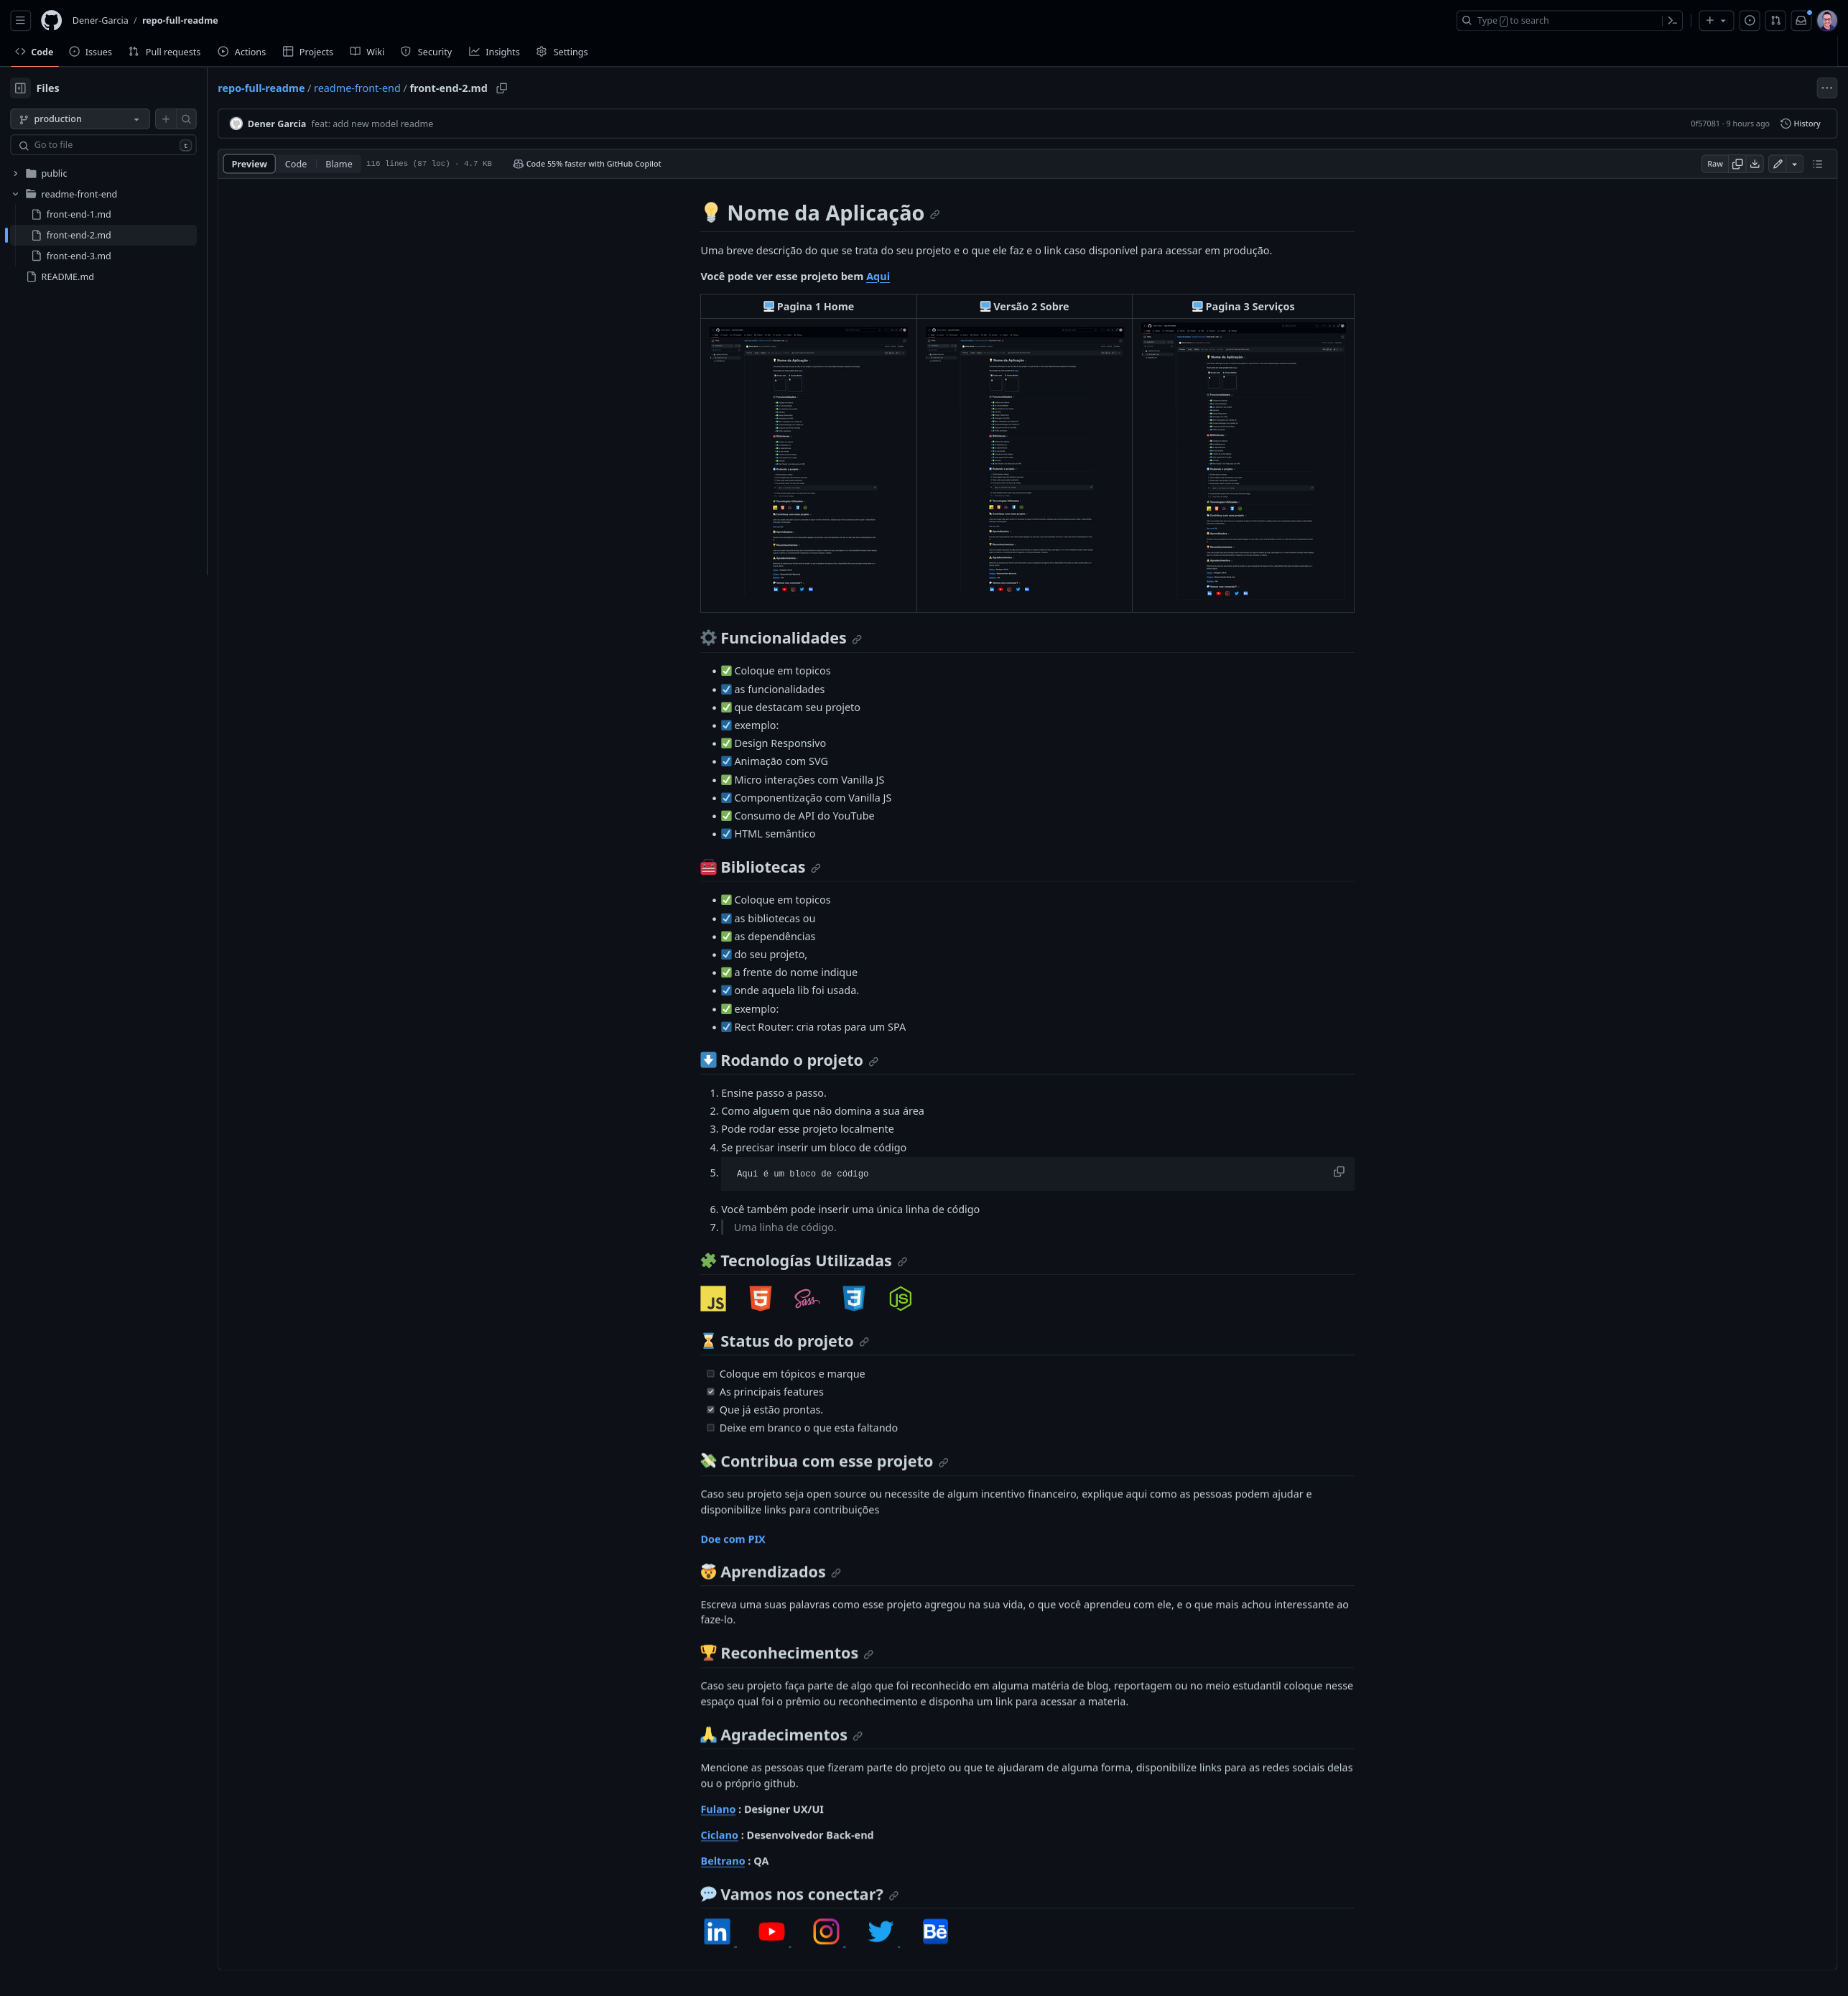 Dener-Garcia / repo-full-readme
Type / to search
Code
Issues
Pull requests
Actions
Projects
Wiki
Security
Insights
Settings
Files
production
Go to file
t
public
readme-front-end
front-end-1.md
front-end-2.md
front-end-3.md
README.md
repo-full-readme / readme-front-end / front-end-2.md
Dener Garcia feat: add new model readme
0f57081 · 9 hours ago
History
Preview
Code
Blame
116 lines (87 loc) · 4.7 KB
Code 55% faster with GitHub Copilot
Raw
Nome da Aplicação
Uma breve descrição do que se trata do seu projeto e o que ele faz e o link caso disponível para acessar em produção.
Você pode ver esse projeto bem Aqui
Pagina 1 Home
Versão 2 Sobre
Pagina 3 Serviços
Funcionalidades
Coloque em topicos
as funcionalidades
que destacam seu projeto
exemplo:
Design Responsivo
Animação com SVG
Micro interações com Vanilla JS
Componentização com Vanilla JS
Consumo de API do YouTube
HTML semântico
Bibliotecas
Coloque em topicos
as bibliotecas ou
as dependências
do seu projeto,
a frente do nome indique
onde aquela lib foi usada.
exemplo:
Rect Router: cria rotas para um SPA
Rodando o projeto
1. Ensine passo a passo.
2. Como alguem que não domina a sua área
3. Pode rodar esse projeto localmente
4. Se precisar inserir um bloco de código
5. Aqui é um bloco de código
6. Você também pode inserir uma única linha de código
7. Uma linha de código.
Tecnologías Utilizadas
JS
5
Sass
3
JS
Status do projeto
Coloque em tópicos e marque
As principais features
Que já estão prontas.
Deixe em branco o que esta faltando
Contribua com esse projeto
Caso seu projeto seja open source ou necessite de algum incentivo financeiro, explique aqui como as pessoas podem ajudar e
disponibilize links para contribuições
Doe com PIX
Aprendizados
Escreva uma suas palavras como esse projeto agregou na sua vida, o que você aprendeu com ele, e o que mais achou interessante ao
faze-lo.
Reconhecimentos
Caso seu projeto faça parte de algo que foi reconhecido em alguma matéria de blog, reportagem ou no meio estudantil coloque nesse
espaço qual foi o prêmio ou reconhecimento e disponha um link para acessar a materia.
Agradecimentos
Mencione as pessoas que fizeram parte do projeto ou que te ajudaram de alguma forma, disponibilize links para as redes sociais delas
ou o próprio github.
Fulano : Designer UX/UI
Ciclano : Desenvolvedor Back-end
Beltrano : QA
Vamos nos conectar?
in
Bē